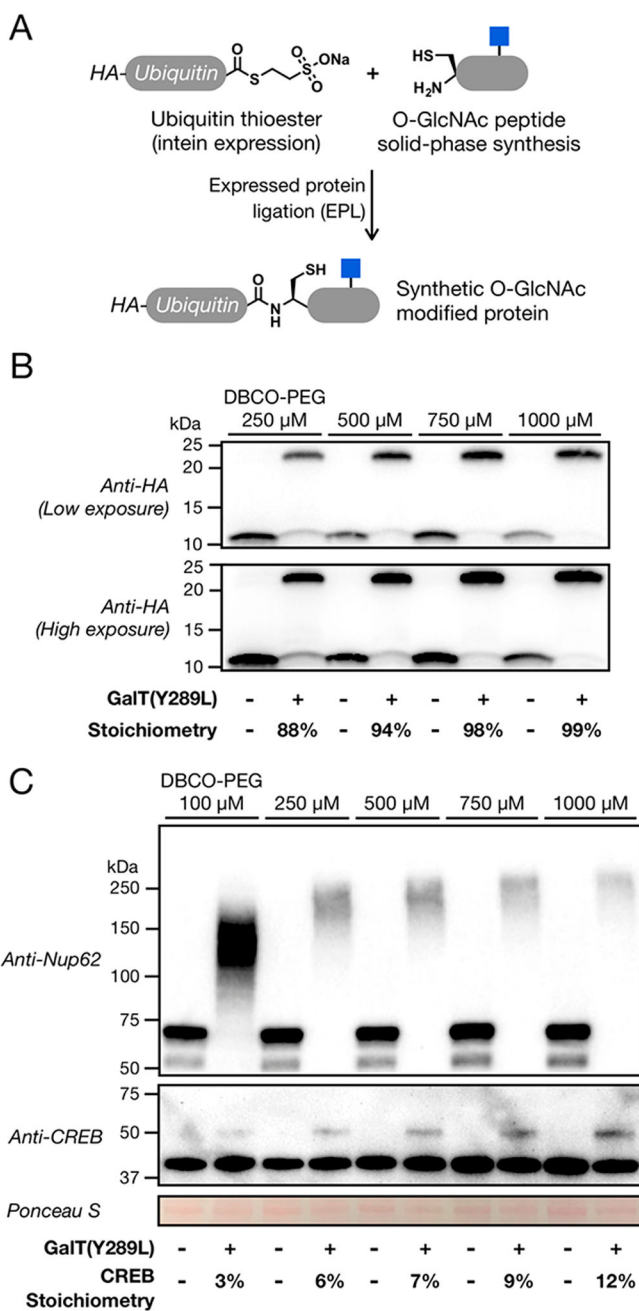 A
HA-
Ubiquitin
O
S
S
O
O
ONa
+
HS
H₂N
Ubiquitin thioester
(intein expression)
O-GlcNAc peptide
solid-phase synthesis
Expressed protein
ligation (EPL)
HA-
Ubiquitin
O
N
H
SH
Synthetic O-GlcNAc
modified protein
B
DBCO-PEG
kDa 250 µM 500 µM 750 µM 1000 µM
25
20
Anti-HA
(Low exposure)
15
10
25
20
Anti-HA
(High exposure)
15
10
GalT(Y289L) - + - + - + - +
Stoichiometry - 88% - 94% - 98% - 99%
C
DBCO-PEG
100 µM 250 µM 500 µM 750 µM 1000 µM
kDa
250
150
Anti-Nup62
100
75
50
75
Anti-CREB
50
37
Ponceau S
GalT(Y289L) - + - + - + - + - +
CREB
Stoichiometry
- 3% - 6% - 7% - 9% - 12%